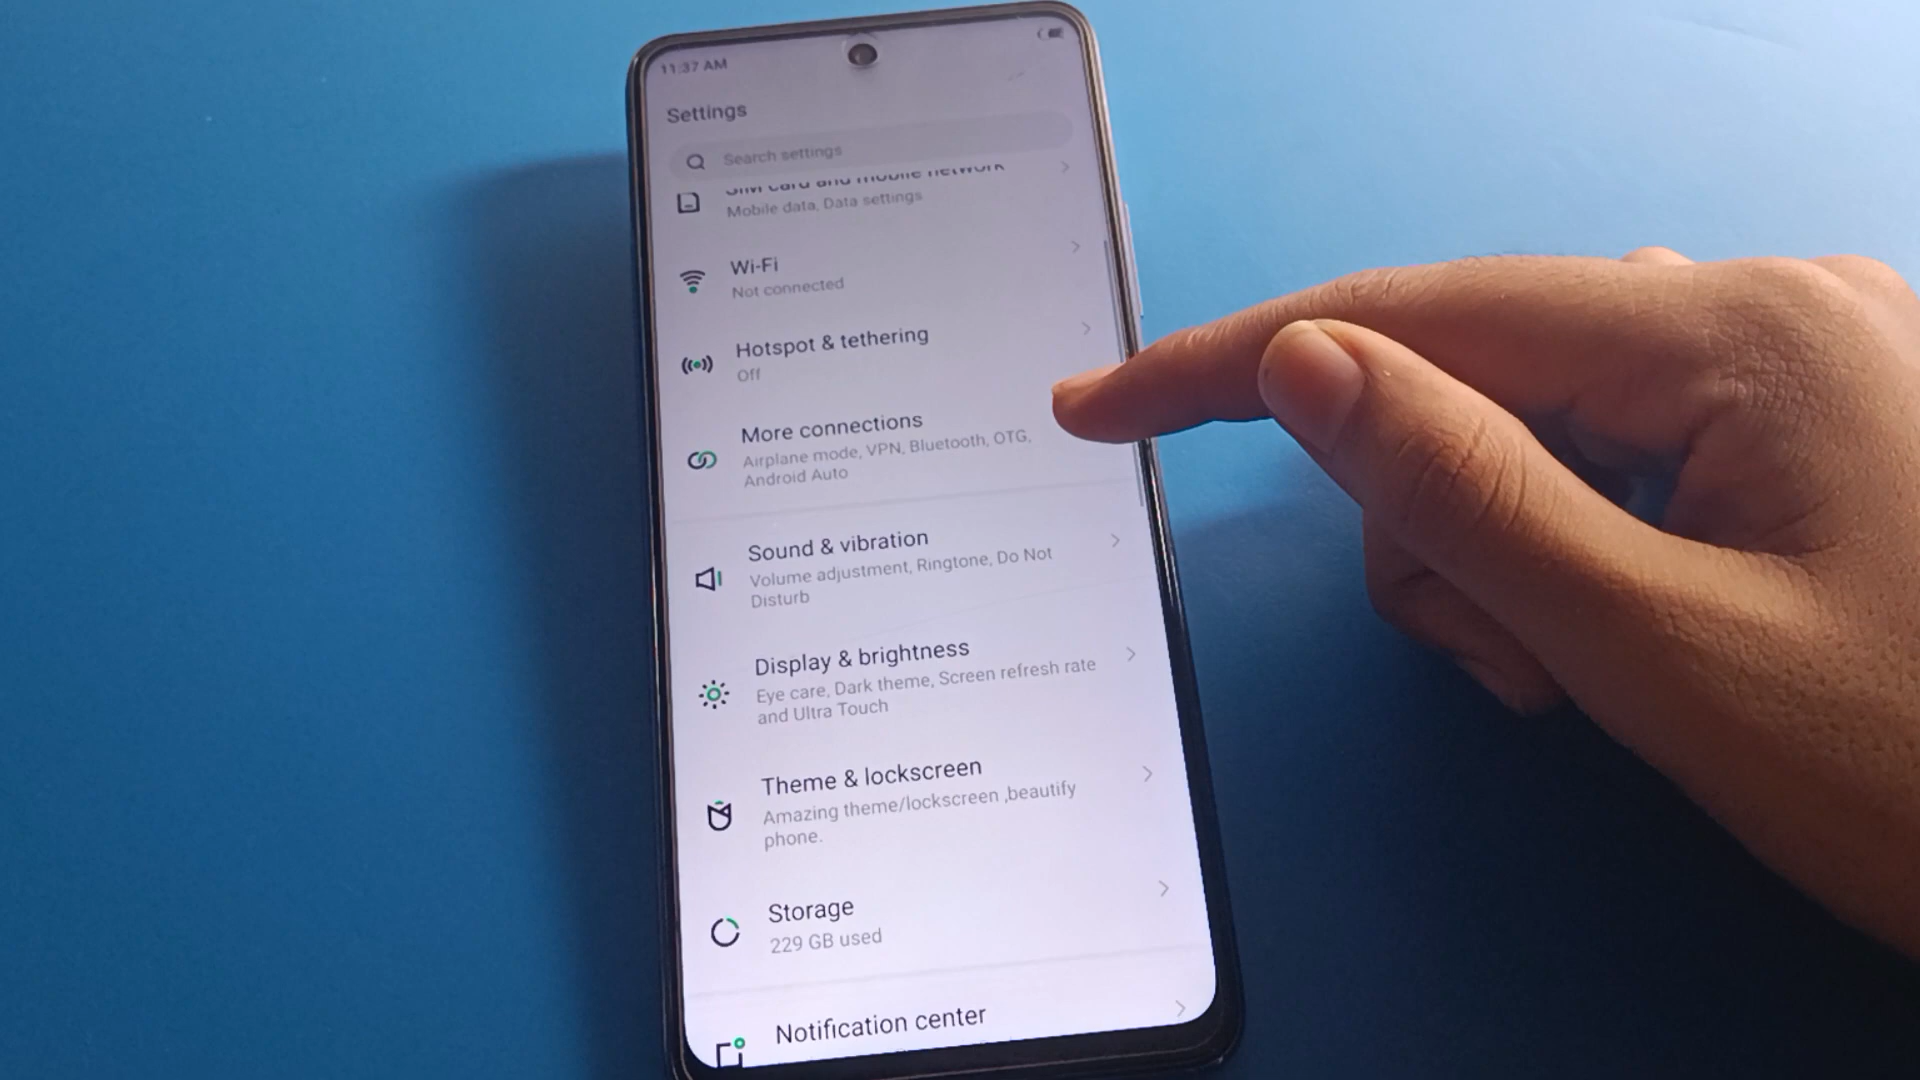 11:37 AM
Settings
Search settings
SIM card and mobile network
Mobile data, Data settings
Wi-Fi
Not connected
Hotspot & tethering
Off
More connections
Airplane mode, VPN, Bluetooth, OTG,
Android Auto
Sound & vibration
Volume adjustment, Ringtone, Do Not
Disturb
Display & brightness
Eye care, Dark theme, Screen refresh rate
and Ultra Touch
Theme & lockscreen
Amazing theme/lockscreen ,beautify
phone.
Storage
229 GB used
Notification center